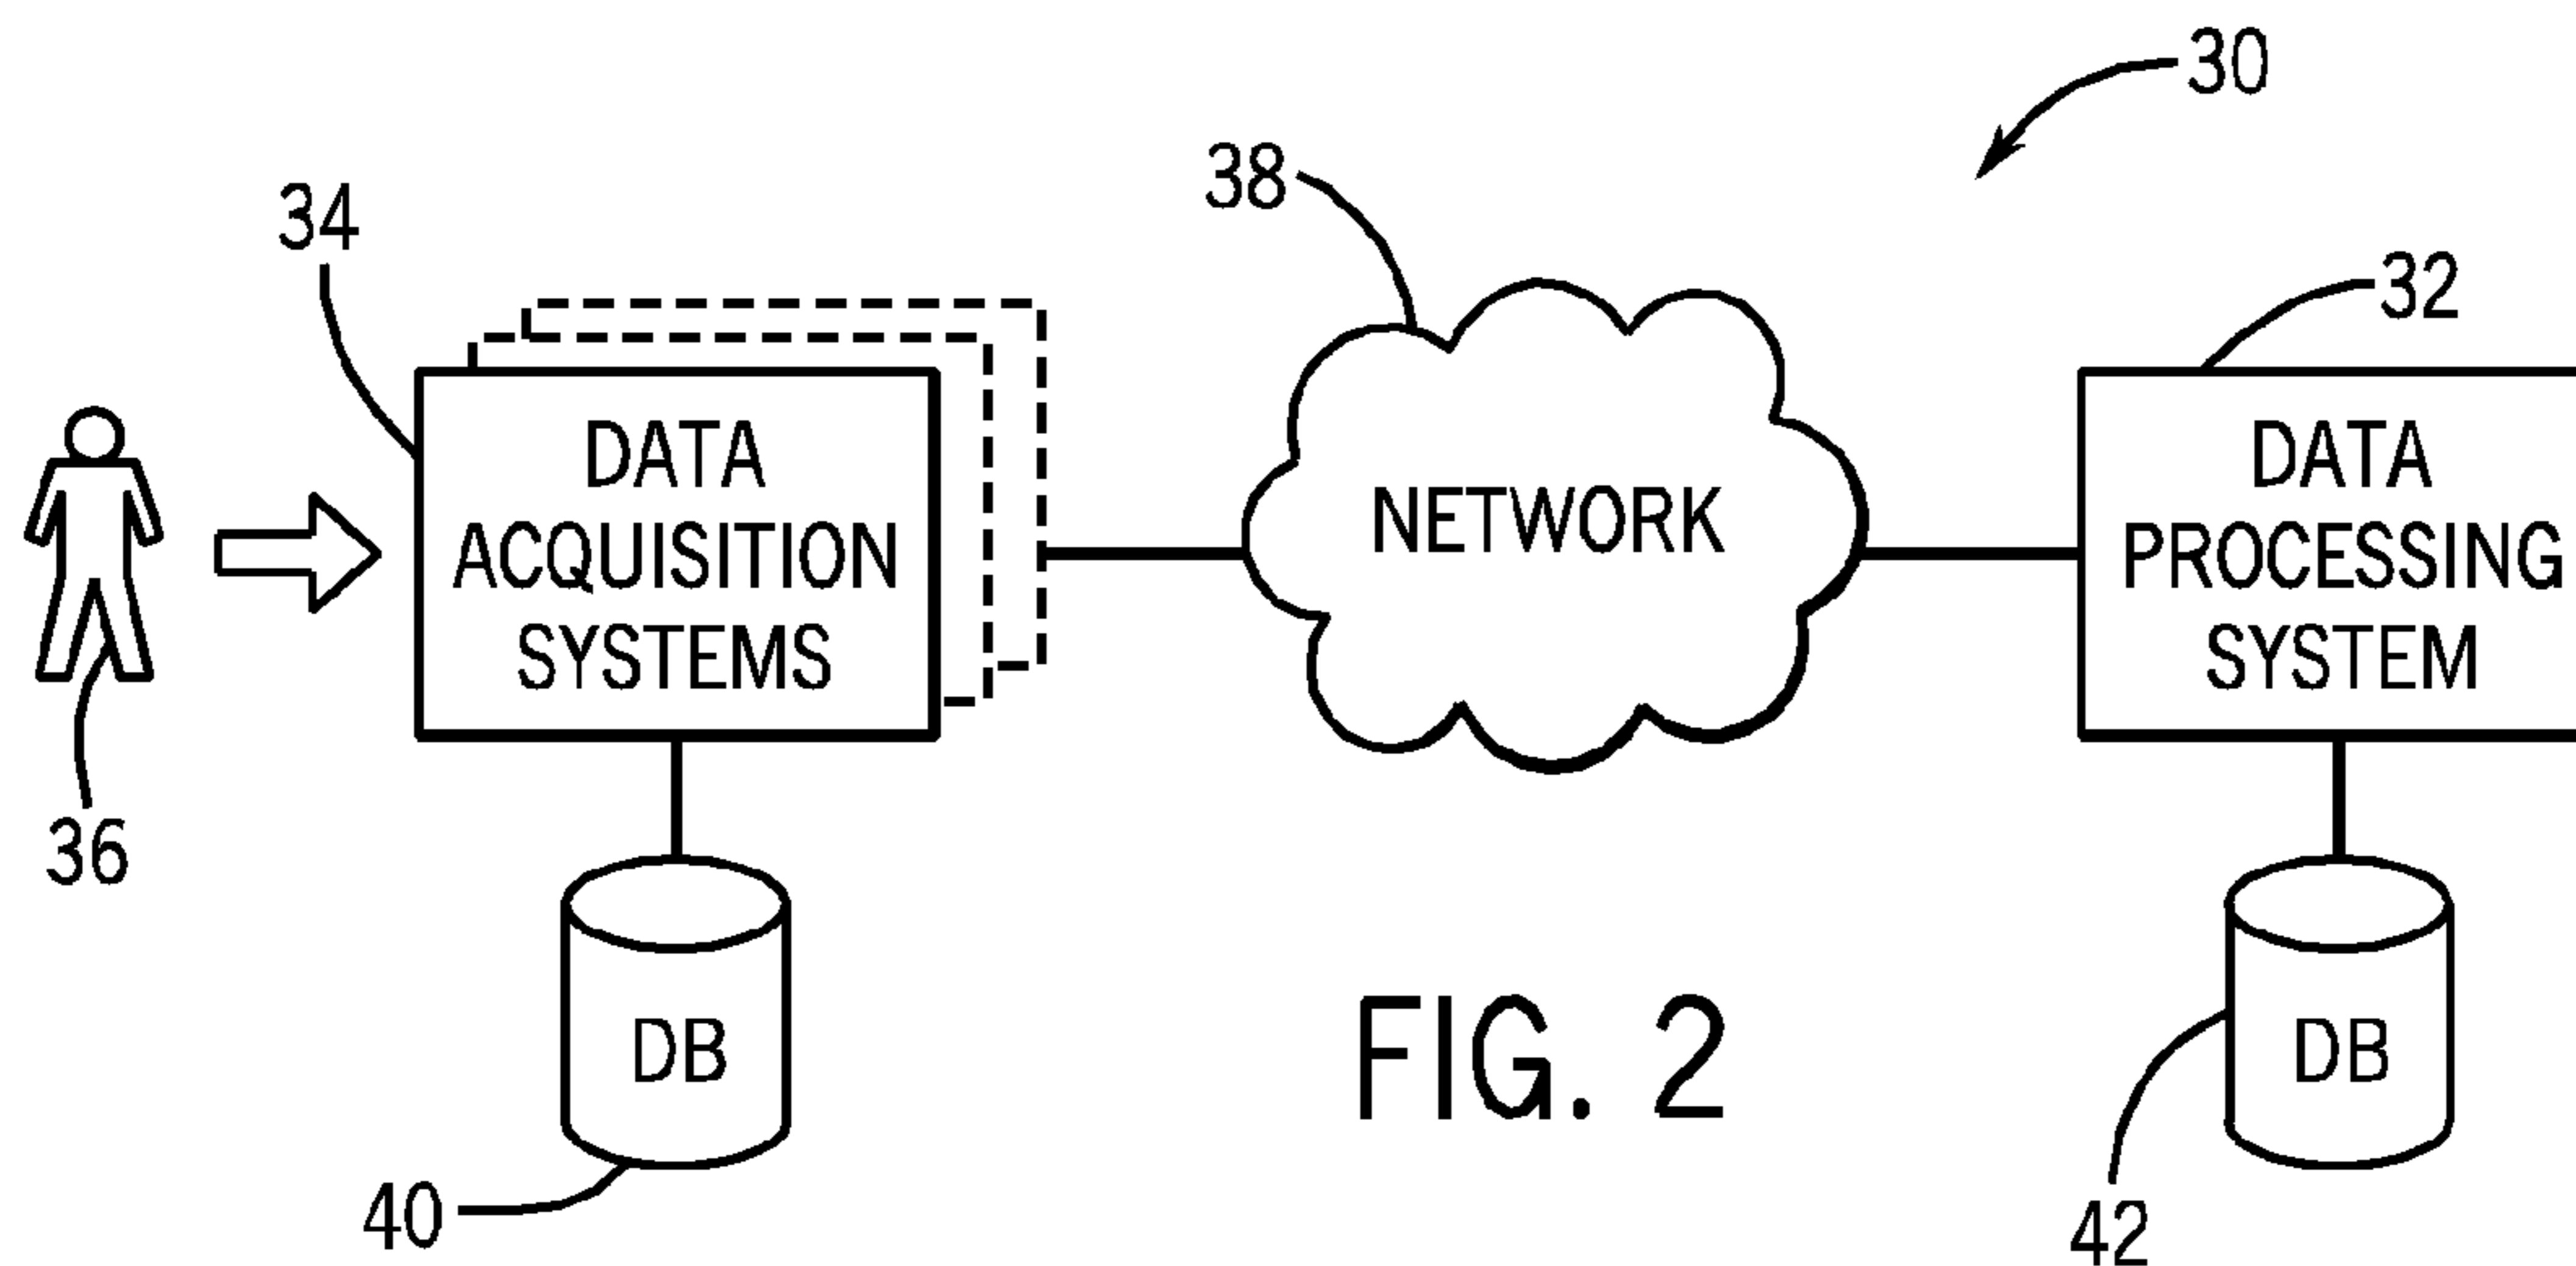 30
38
34
32
DATA
ACQUISITION
SYSTEMS
NETWORK
DATA
PROCESSING
SYSTEM
36
DB
DB
FIG. 2
40
42